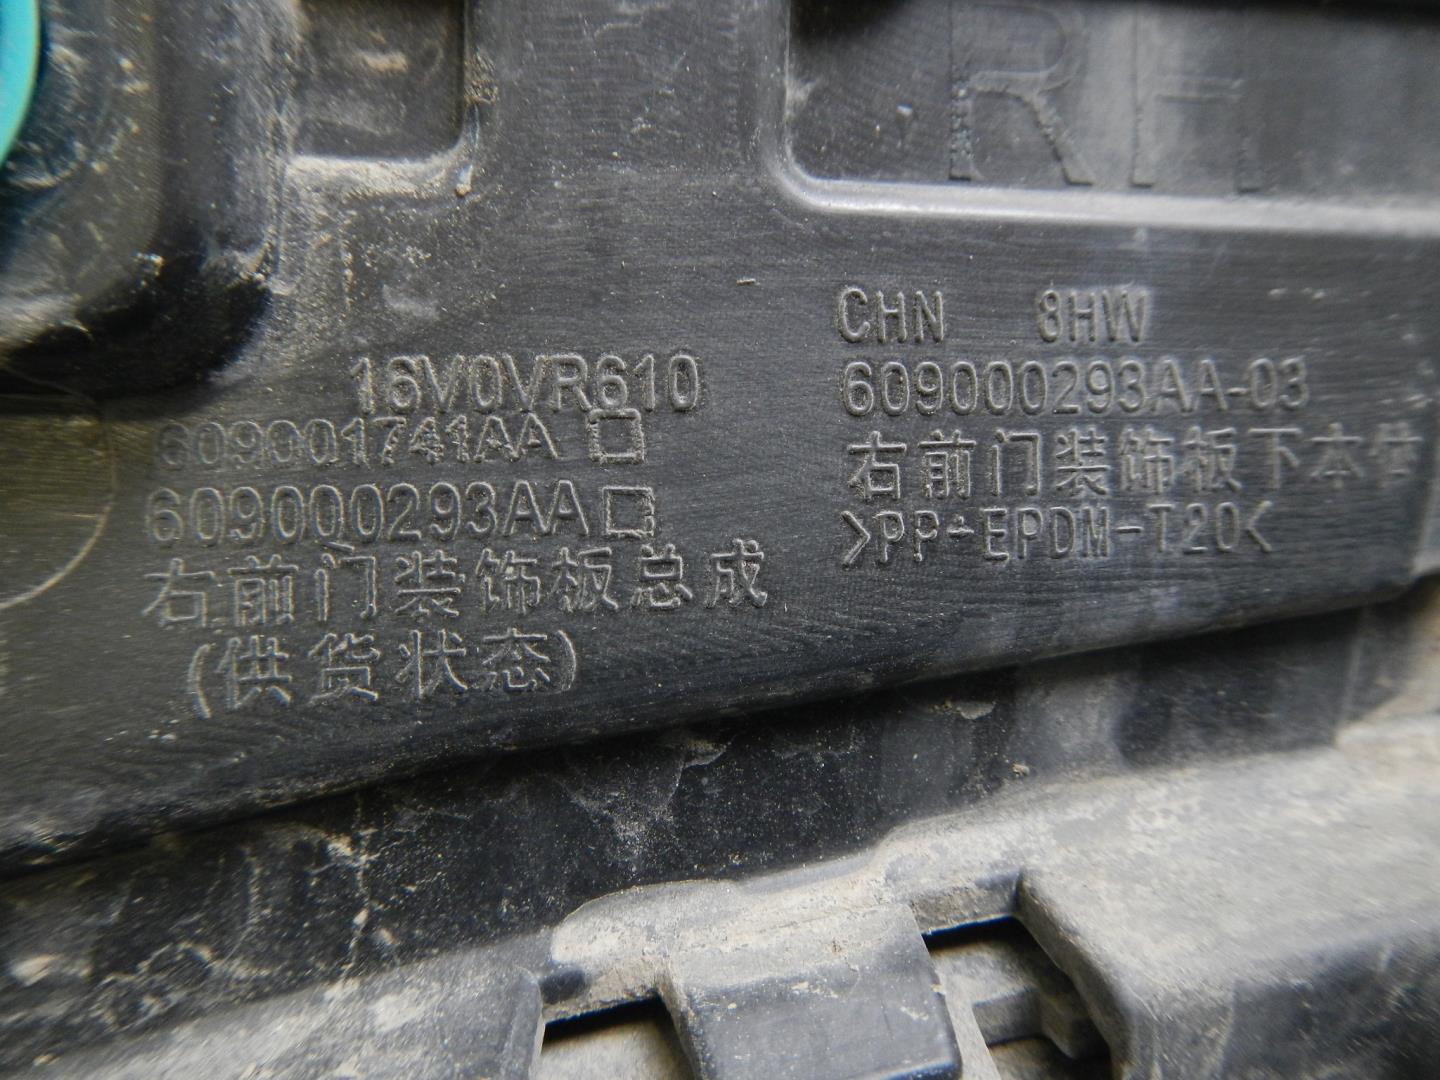 RH
CHN 8HW
609000293AA-03
右前门装饰板下本体
>PP+EPDM-T20<
16V0VR610
609001741AA □
609000293AA□
右前门装饰板总成
(供货状态)